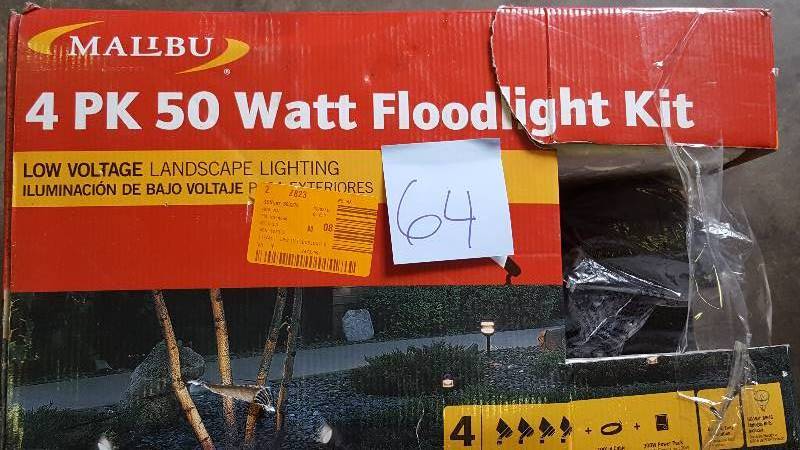 MALIBU
®
4 PK 50 Watt Floodlight Kit
LOW VOLTAGE LANDSCAPE LIGHTING
ILUMINACIÓN DE BAJO VOLTAJE EXTERIORES
64
4 + +